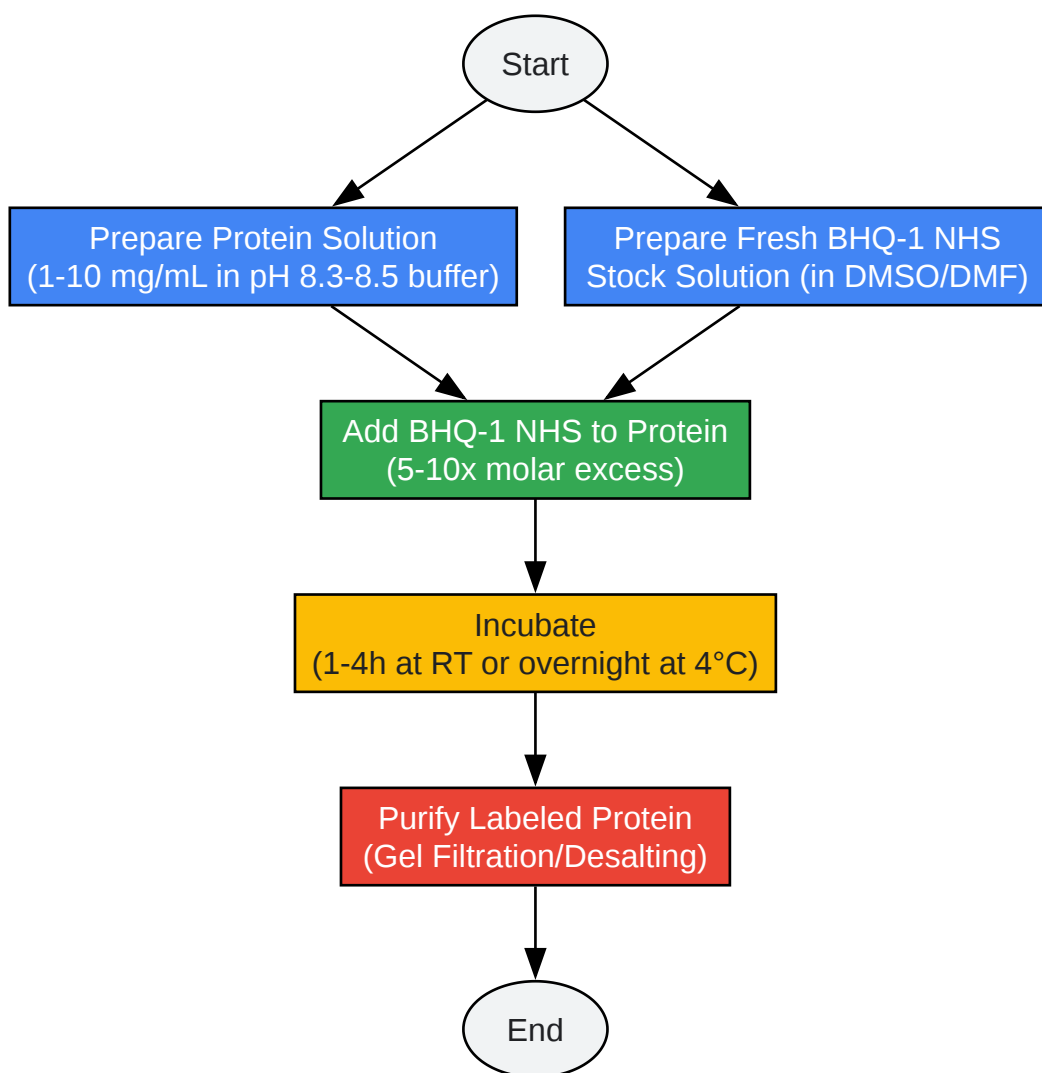 Start
Prepare Protein Solution
(1-10 mg/mL in pH 8.3-8.5 buffer)
Prepare Fresh BHQ-1 NHS
Stock Solution (in DMSO/DMF)
Add BHQ-1 NHS to Protein
(5-10x molar excess)
Incubate
(1-4h at RT or overnight at 4°C)
Purify Labeled Protein
(Gel Filtration/Desalting)
End